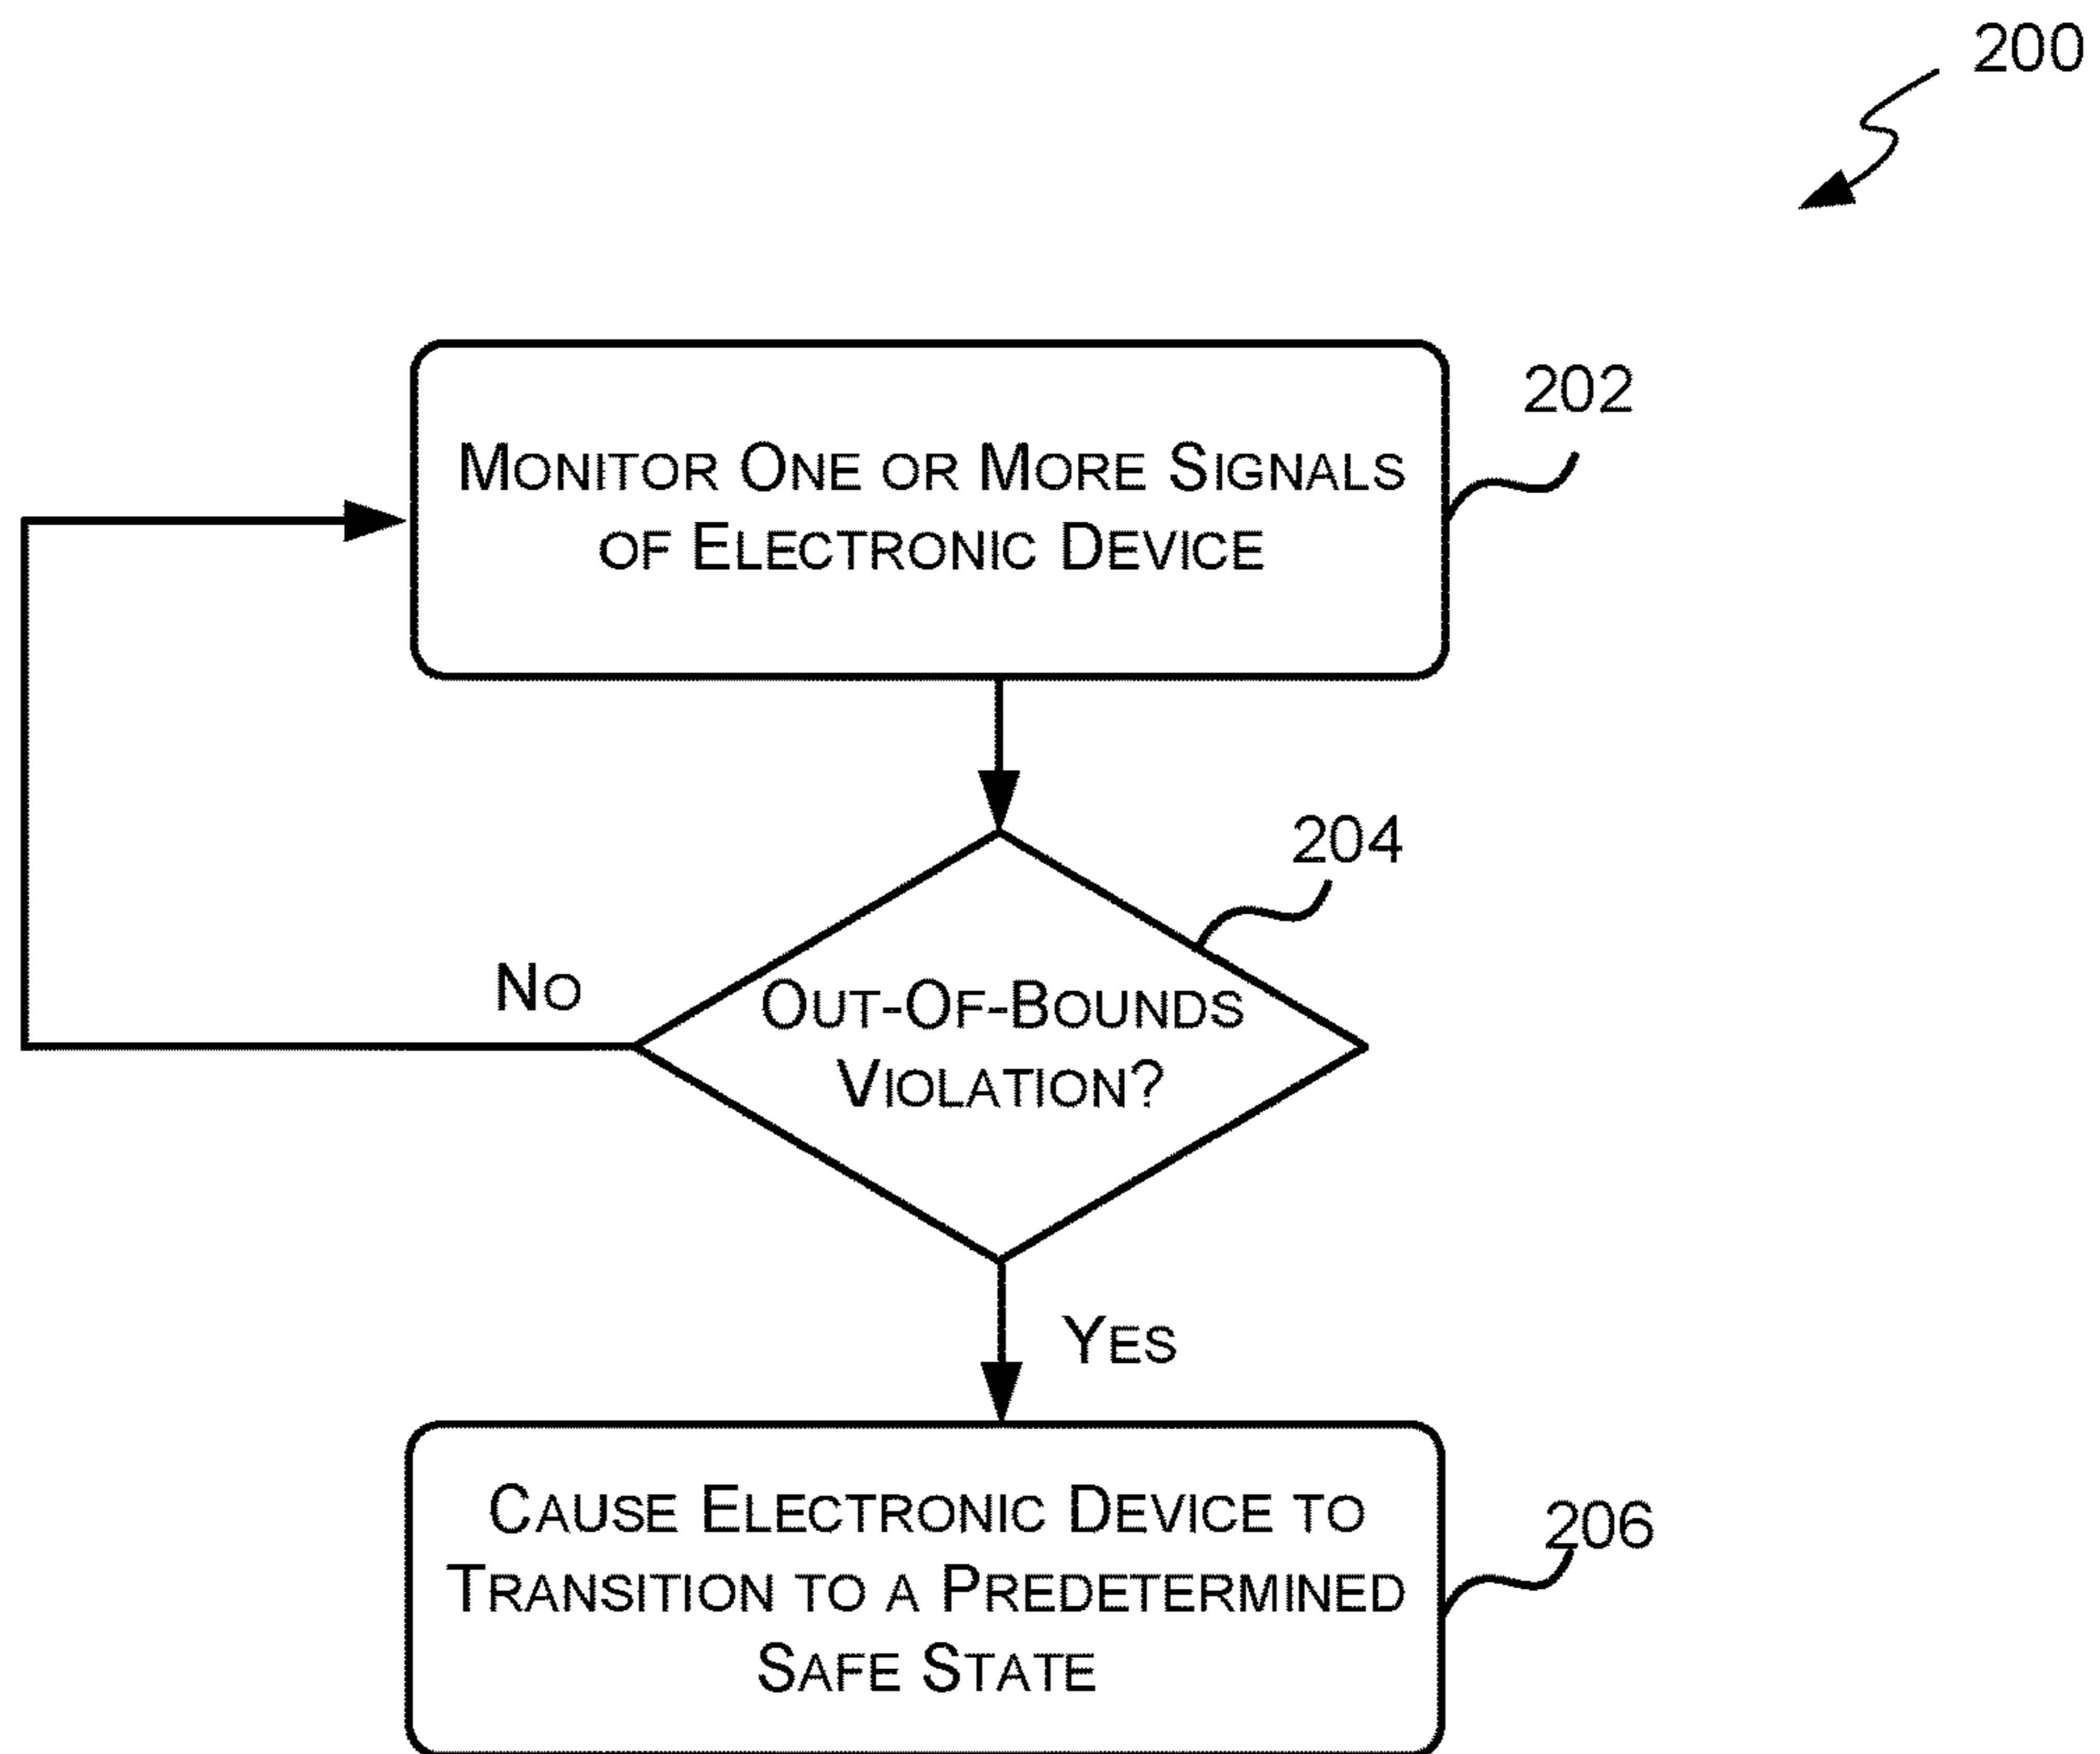 200
202
Monitor One or More Signals
of Electronic Device
204
No
Out-Of-Bounds
Violation?
Yes
Cause Electronic Device to
Transition to a Predetermined
Safe State
206